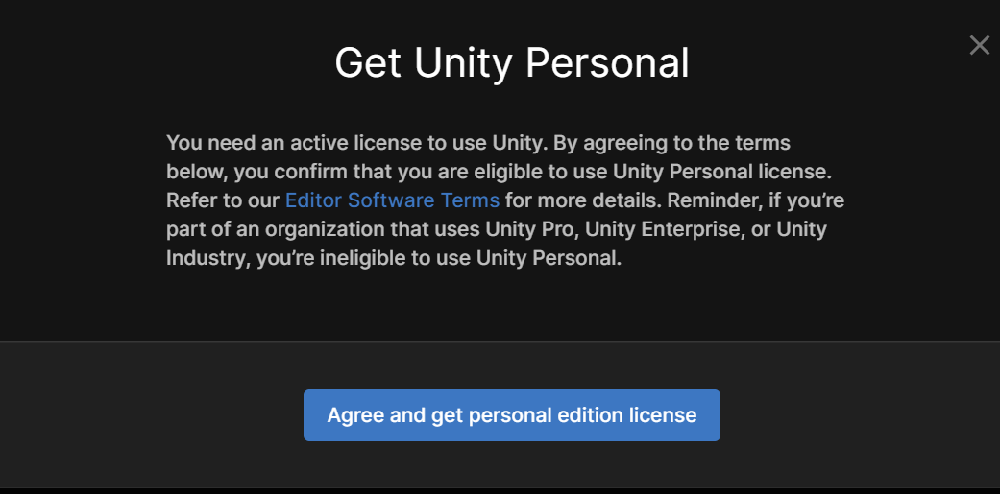 Get Unity Personal
You need an active license to use Unity. By agreeing to the terms
below, you confirm that you are eligible to use Unity Personal license.
Refer to our Editor Software Terms for more details. Reminder, if you’re
part of an organization that uses Unity Pro, Unity Enterprise, or Unity
Industry, you’re ineligible to use Unity Personal.
Agree and get personal edition license